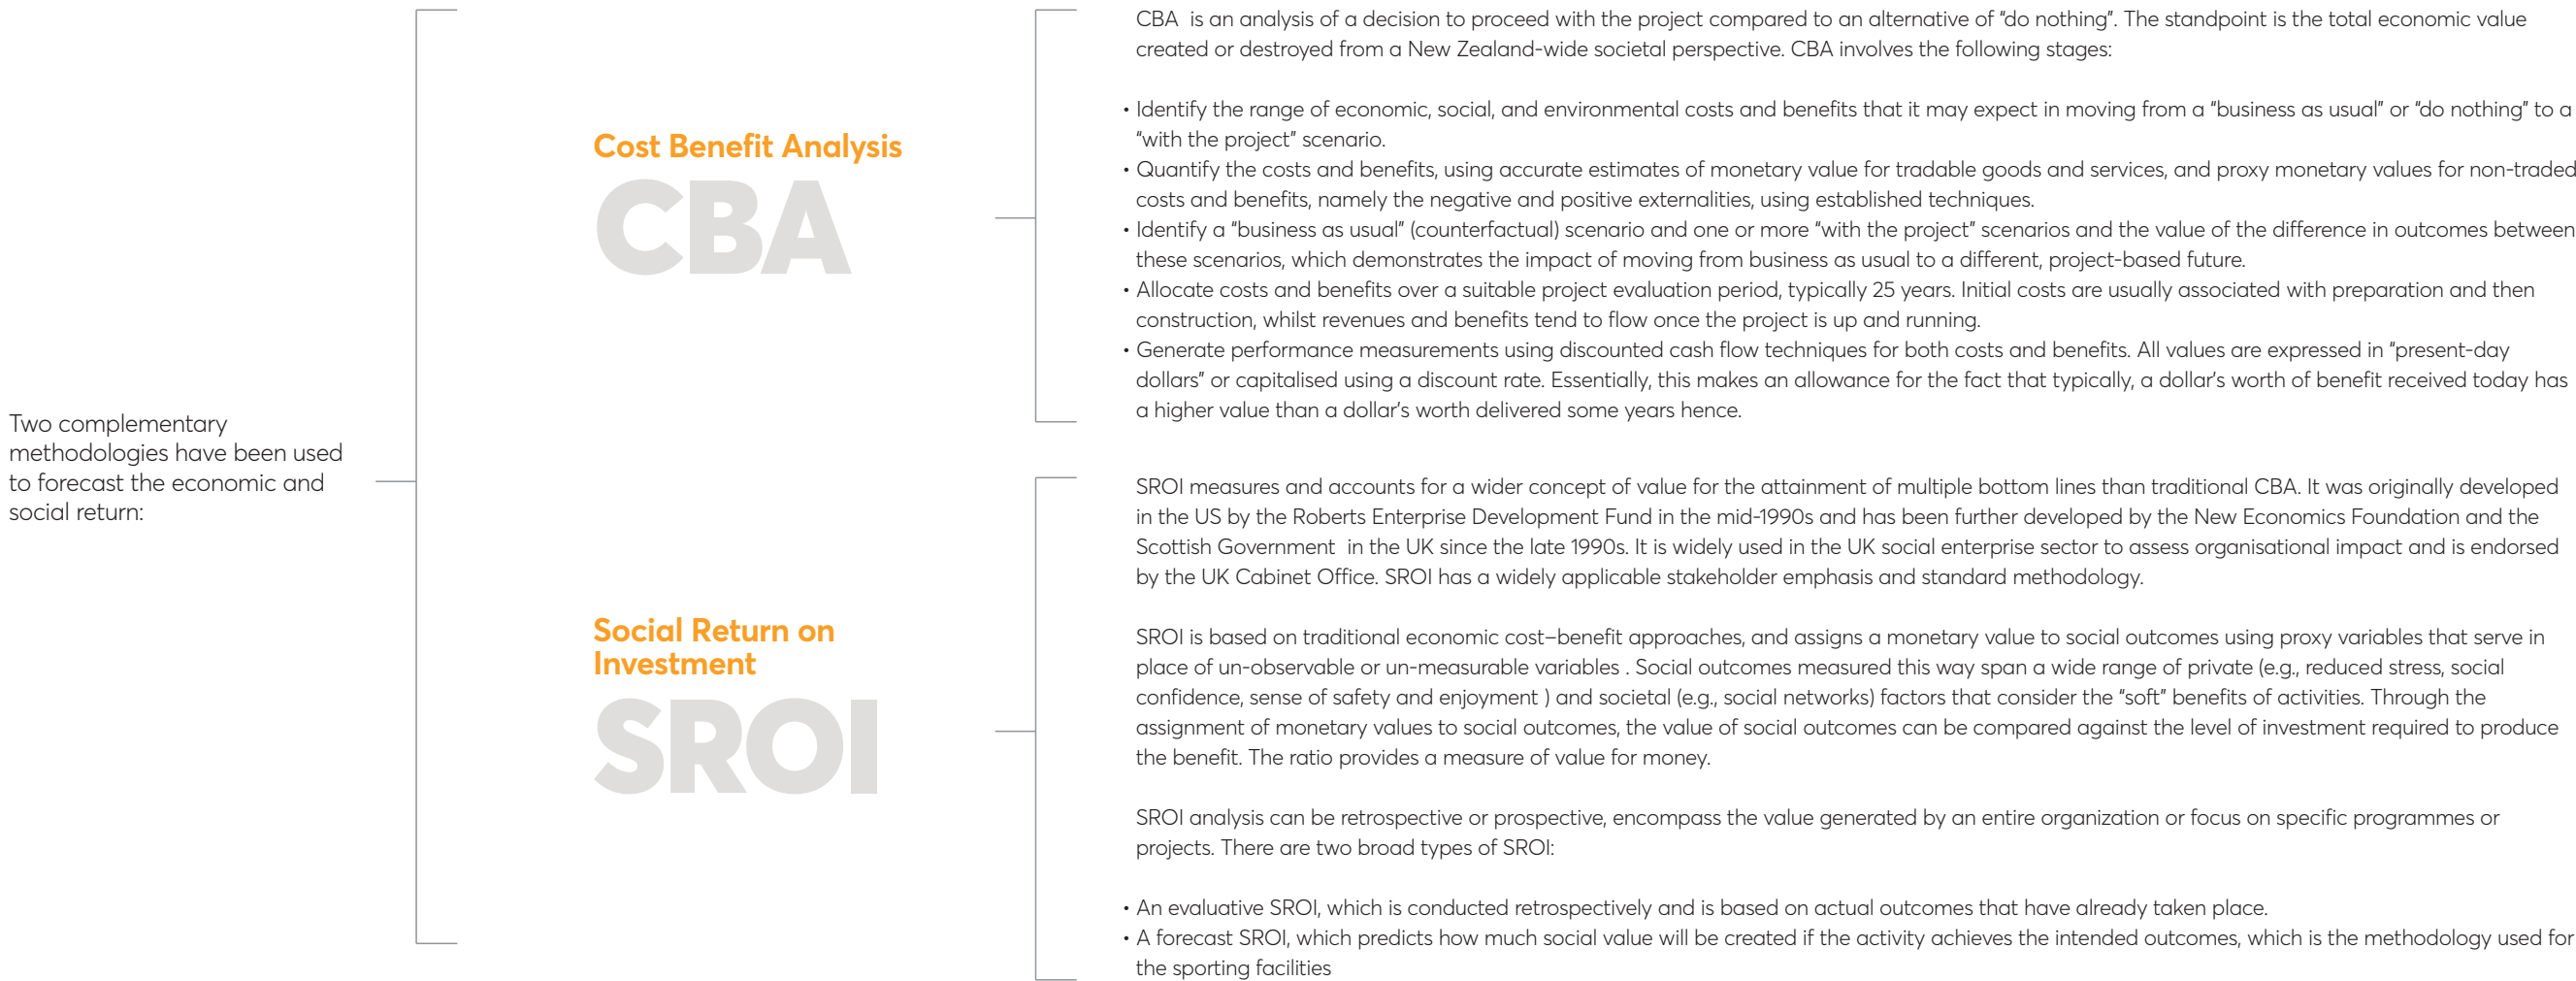 Two complementary
methodologies have been used
to forecast the economic and
social return:
Cost Benefit Analysis
CBA
CBA is an analysis of a decision to proceed with the project compared to an alternative of “do nothing”. The standpoint is the total economic value
created or destroyed from a New Zealand-wide societal perspective. CBA involves the following stages:
• Identify the range of economic, social, and environmental costs and benefits that it may expect in moving from a “business as usual” or “do nothing” to a
“with the project” scenario.
• Quantify the costs and benefits, using accurate estimates of monetary value for tradable goods and services, and proxy monetary values for non-traded
costs and benefits, namely the negative and positive externalities, using established techniques.
• Identify a “business as usual” (counterfactual) scenario and one or more “with the project” scenarios and the value of the difference in outcomes between
these scenarios, which demonstrates the impact of moving from business as usual to a different, project-based future.
• Allocate costs and benefits over a suitable project evaluation period, typically 25 years. Initial costs are usually associated with preparation and then
construction, whilst revenues and benefits tend to flow once the project is up and running.
• Generate performance measurements using discounted cash flow techniques for both costs and benefits. All values are expressed in “present-day
dollars” or capitalised using a discount rate. Essentially, this makes an allowance for the fact that typically, a dollar’s worth of benefit received today has
a higher value than a dollar’s worth delivered some years hence.
Social Return on
Investment
SROI
SROI measures and accounts for a wider concept of value for the attainment of multiple bottom lines than traditional CBA. It was originally developed
in the US by the Roberts Enterprise Development Fund in the mid-1990s and has been further developed by the New Economics Foundation and the
Scottish Government in the UK since the late 1990s. It is widely used in the UK social enterprise sector to assess organisational impact and is endorsed
by the UK Cabinet Office. SROI has a widely applicable stakeholder emphasis and standard methodology.
SROI is based on traditional economic cost–benefit approaches, and assigns a monetary value to social outcomes using proxy variables that serve in
place of un-observable or un-measurable variables . Social outcomes measured this way span a wide range of private (e.g., reduced stress, social
confidence, sense of safety and enjoyment ) and societal (e.g., social networks) factors that consider the “soft” benefits of activities. Through the
assignment of monetary values to social outcomes, the value of social outcomes can be compared against the level of investment required to produce
the benefit. The ratio provides a measure of value for money.
SROI analysis can be retrospective or prospective, encompass the value generated by an entire organization or focus on specific programmes or
projects. There are two broad types of SROI:
• An evaluative SROI, which is conducted retrospectively and is based on actual outcomes that have already taken place.
• A forecast SROI, which predicts how much social value will be created if the activity achieves the intended outcomes, which is the methodology used for
the sporting facilities